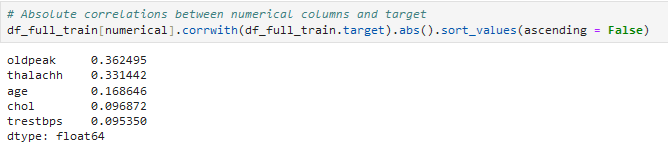 # Absolute correlations between numerical columns and target
df_full_train[numerical].corrwith(df_full_train.target).abs().sort_values(ascending = False)
oldpeak     0.362495
thalachh    0.331442
age         0.168646
chol        0.096872
trestbps    0.095350
dtype: float64